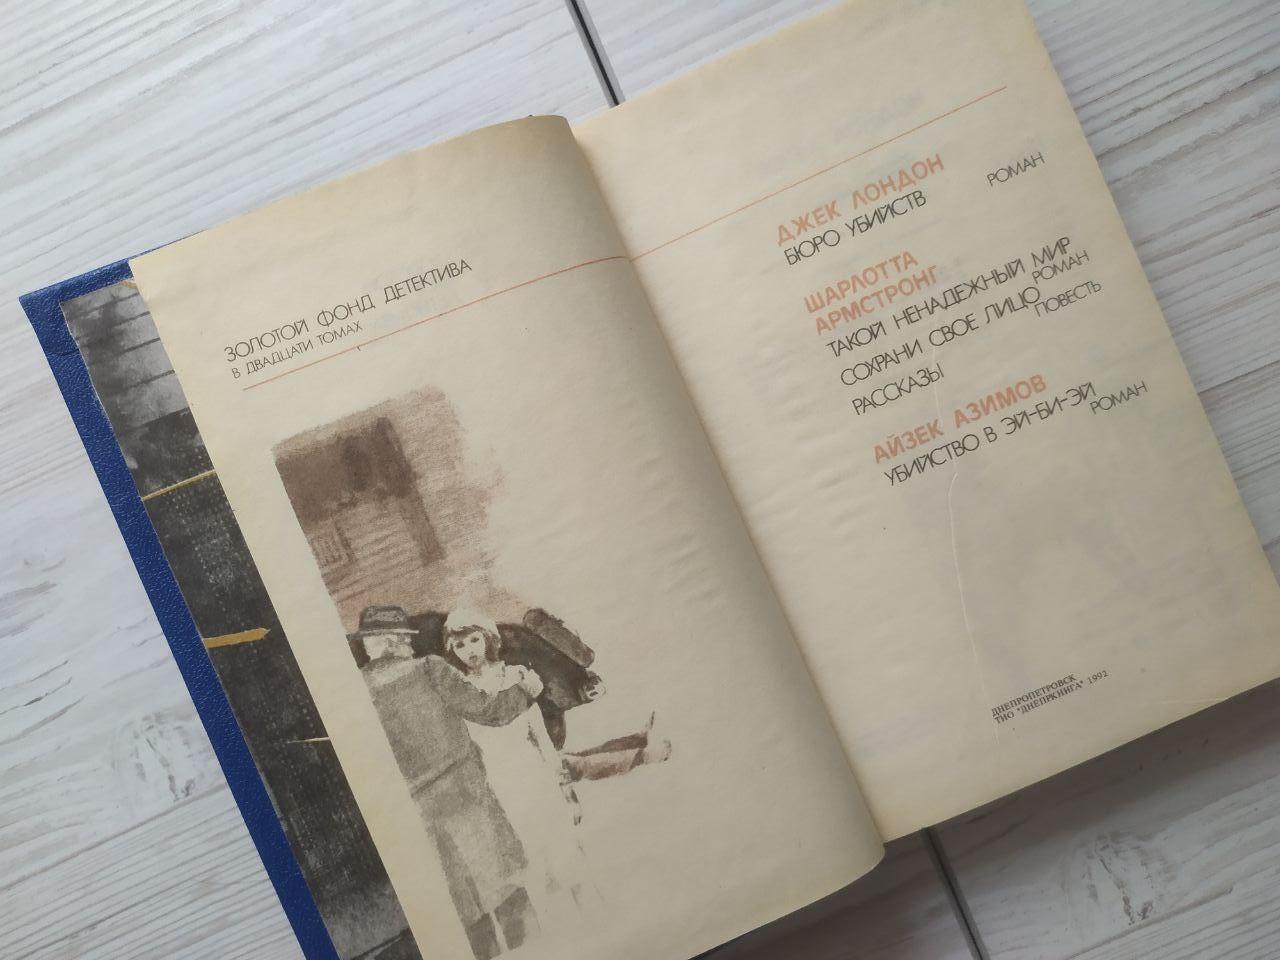 ЗОЛОТОЙ ФОНД ДЕТЕКТИВА
В ДВАДЦАТИ ТОМАХ
ДЖЕК ЛОНДОН
БЮРО УБИЙСТВ
РОМАН
ШАРЛОТТА
АРМСТРОНГ
ТАКОЙ НЕНАДЕЖНЫЙ МИР
РОМАН
СОХРАНИ СВОЕ ЛИЦО
ПОВЕСТЬ
РАССКАЗЫ
АЙЗЕК АЗИМОВ
УБИЙСТВО В ЭЙ-БИ-ЭЙ
РОМАН
ДНЕПРОПЕТРОВСК
ТИО "ДНЕПРКНИГА" 1992